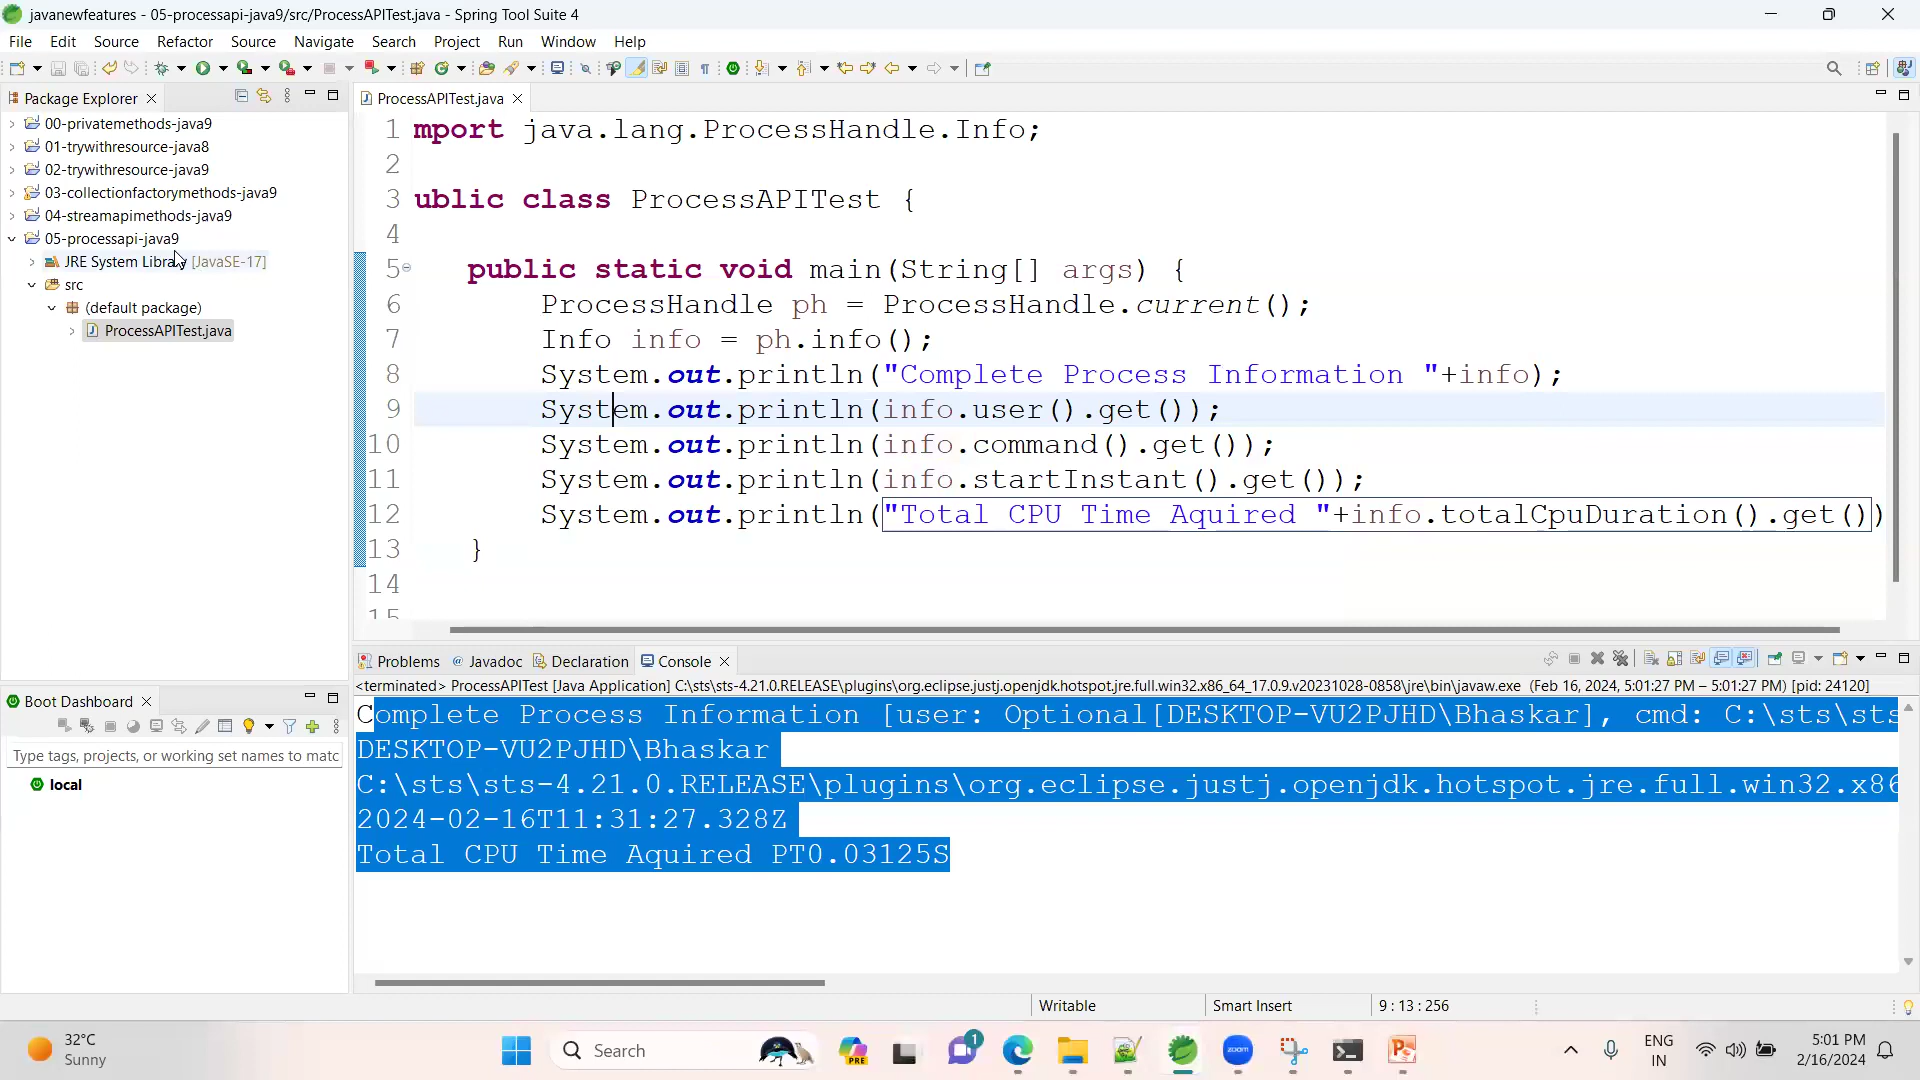 javanewfeatures - 05-processapi-java9/src/ProcessAPITest.java - Spring Tool Suite 4
File Edit Source Refactor Source Navigate Search Project Run Window Help
Package Explorer
00-privatemethods-java9
01-trywithresource-java8
02-trywithresource-java9
03-collectionfactorymethods-java9
04-streamapimethods-java9
05-processapi-java9
JRE System Library [JavaSE-17]
src
(default package)
ProcessAPITest.java
ProcessAPITest.java
1 mport java.lang.ProcessHandle.Info;
2
3 ublic class ProcessAPITest {
4
5 public static void main(String[] args) {
6 ProcessHandle ph = ProcessHandle.current();
7 Info info = ph.info();
8 System.out.println("Complete Process Information "+info);
9 System.out.println(info.user().get());
10 System.out.println(info.command().get());
11 System.out.println(info.startInstant().get());
12 System.out.println("Total CPU Time Aquired "+info.totalCpuDuration().get())
13 }
14
15
Problems Javadoc Declaration Console
<terminated> ProcessAPITest [Java Application] C:\sts\sts-4.21.0.RELEASE\plugins\org.eclipse.justj.openjdk.hotspot.jre.full.win32.x86_64_17.0.9.v20231028-0858\jre\bin\javaw.exe (Feb 16, 2024, 5:01:27 PM – 5:01:27 PM) [pid: 24120]
Complete Process Information [user: Optional[DESKTOP-VU2PJHD\Bhaskar], cmd: C:\sts\sts
DESKTOP-VU2PJHD\Bhaskar
C:\sts\sts-4.21.0.RELEASE\plugins\org.eclipse.justj.openjdk.hotspot.jre.full.win32.x86
2024-02-16T11:31:27.328Z
Total CPU Time Aquired PT0.03125S
Boot Dashboard
Type tags, projects, or working set names to matc
local
Writable Smart Insert 9 : 13 : 256
32°C
Sunny
Search
PRE
1
zoom
ENG
IN
5:01 PM
2/16/2024